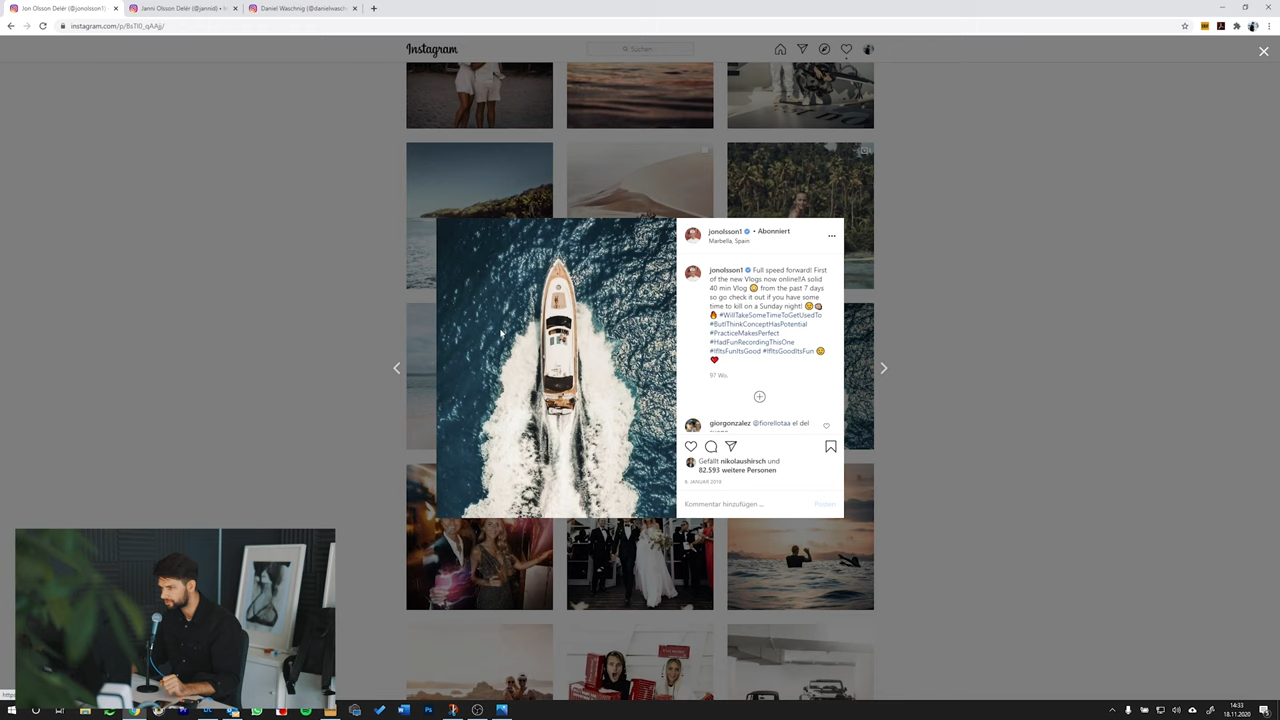 Jon Olsson Delér (@jonolsson1) •
Janni Olsson Delér (@jannid) • I
Daniel Waschnig (@danielwasch
instagram.com/p/BsTl0_qAAjj/
Instagram
Suchen
jonolsson1 • Abonniert
Marbella, Spain
jonolsson1 Full speed forward! First
of the new Vlogs now online!!A solid
40 min Vlog 😳 from the past 7 days
so go check it out if you have some
time to kill on a Sunday night!
🔥 #WillTakeSomeTimeToGetUsedTo
#ButIThinkConceptHasPotential
#PracticeMakesPerfect
#HadFunRecordingThisOne
#IfItsFunItsGood #IfItsGoodItsFun
97 Wo.
giorgonzalez @fiorellotaa el del
Gefällt nikolaushirsch und
82.593 weitere Personen
6. JANUAR 2019
Kommentar hinzufügen ...
Posten
14:33
18.11.2020